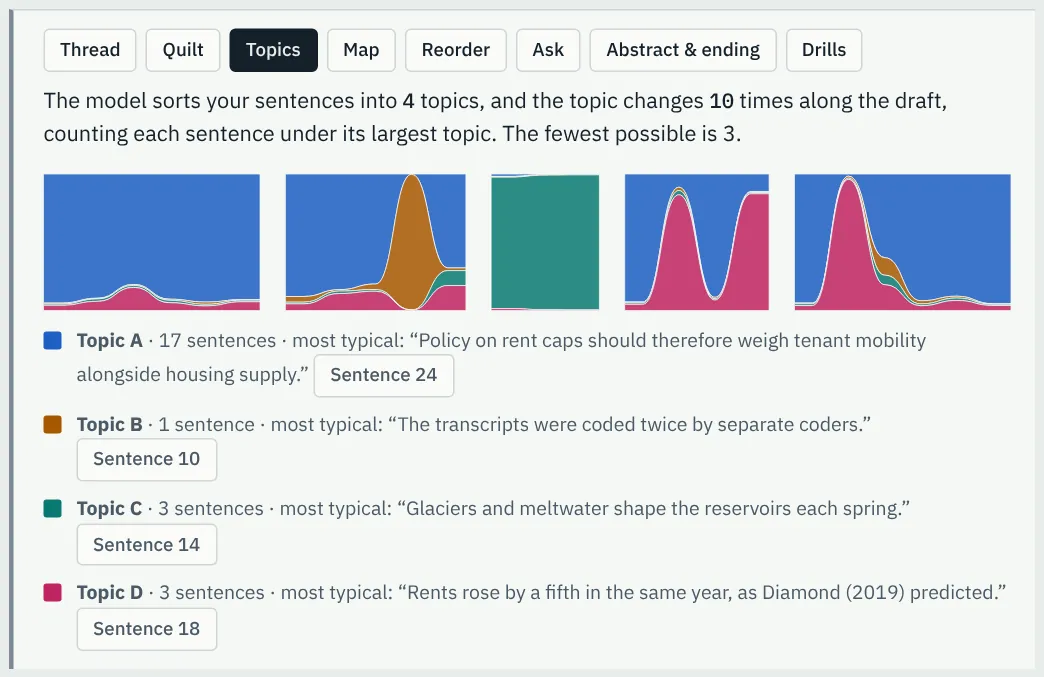 Thread Quilt Topics Map Reorder Ask Abstract & ending Drills
The model sorts your sentences into 4 topics, and the topic changes 10 times along the draft,
counting each sentence under its largest topic. The fewest possible is 3.
Topic A · 17 sentences · most typical: “Policy on rent caps should therefore weigh tenant mobility
alongside housing supply.” Sentence 24
Topic B · 1 sentence · most typical: “The transcripts were coded twice by separate coders.”
Sentence 10
Topic C · 3 sentences · most typical: “Glaciers and meltwater shape the reservoirs each spring.”
Sentence 14
Topic D · 3 sentences · most typical: “Rents rose by a fifth in the same year, as Diamond (2019) predicted.”
Sentence 18